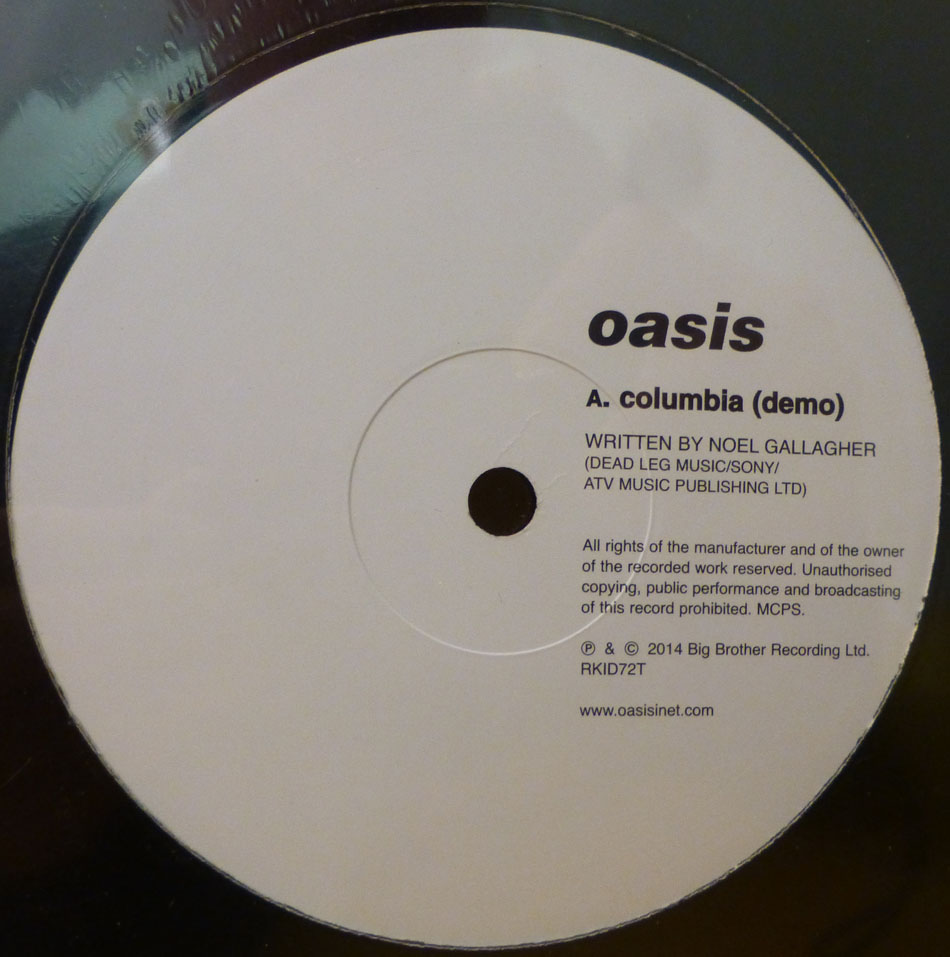 oasis
A. columbia (demo)
WRITTEN BY NOEL GALLAGHER
(DEAD LEG MUSIC/SONY/
ATV MUSIC PUBLISHING LTD)
All rights of the manufacturer and of the owner
of the recorded work reserved. Unauthorised
copying, public performance and broadcasting
of this record prohibited. MCPS.
℗ & © 2014 Big Brother Recording Ltd.
RKID72T
www.oasisinet.com